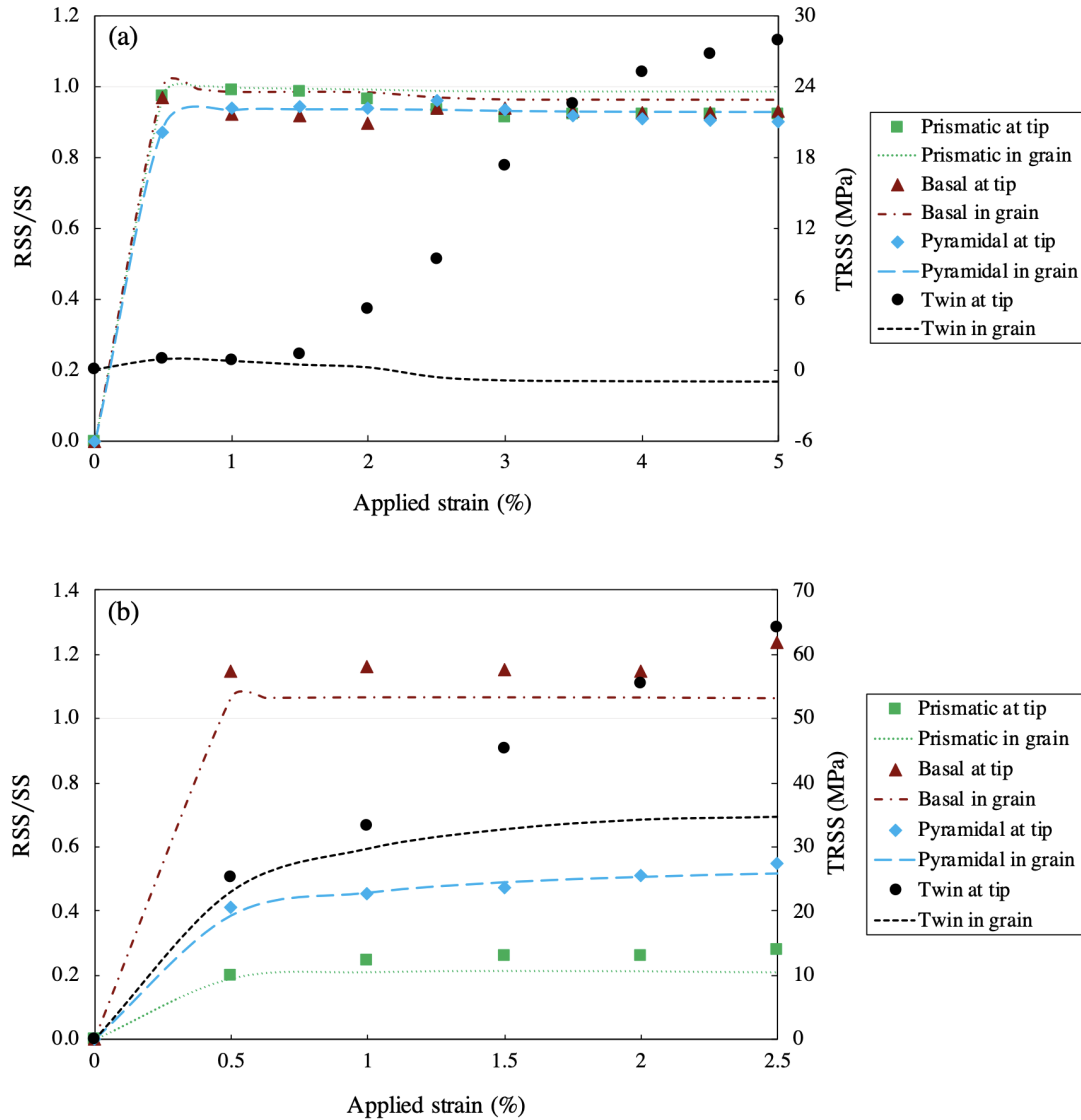 (a)
1.2
1.0
0.8
0.6
0.4
0.2
0.0
RSS/SS
30
24
18
12
6
0
-6
TRSS (MPa)
0 1 2 3 4 5
Applied strain (%)
Prismatic at tip
Prismatic in grain
Basal at tip
Basal in grain
Pyramidal at tip
Pyramidal in grain
Twin at tip
Twin in grain
(b)
1.4
1.2
1.0
0.8
0.6
0.4
0.2
0.0
RSS/SS
70
60
50
40
30
20
10
0
TRSS (MPa)
0 0.5 1 1.5 2 2.5
Applied strain (%)
Prismatic at tip
Prismatic in grain
Basal at tip
Basal in grain
Pyramidal at tip
Pyramidal in grain
Twin at tip
Twin in grain